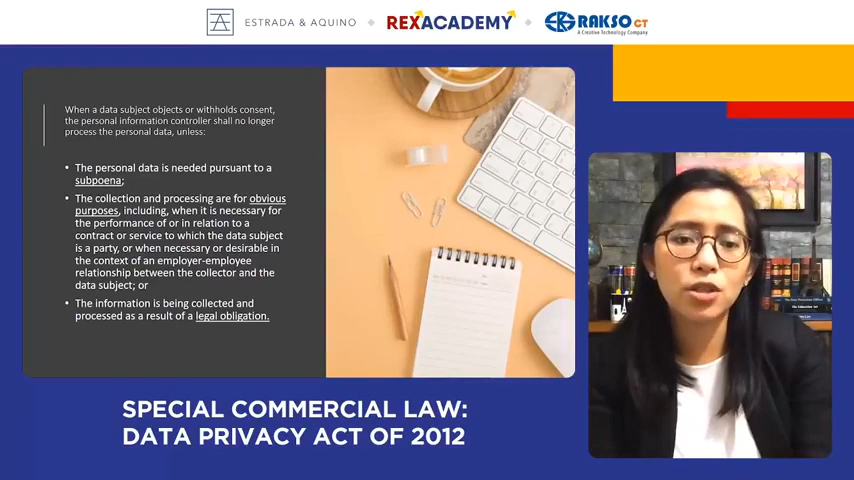 ESTRADA & AQUINO
REXACADEMY
RAKSO CT
A Creative Technology Company
When a data subject objects or withholds consent,
the personal information controller shall no longer
process the personal data, unless:
• The personal data is needed pursuant to a
subpoena;
• The collection and processing are for obvious
purposes, including, when it is necessary for
the performance of or in relation to a
contract or service to which the data subject
is a party, or when necessary or desirable in
the context of an employer-employee
relationship between the collector and the
data subject; or
• The information is being collected and
processed as a result of a legal obligation.
SPECIAL COMMERCIAL LAW:
DATA PRIVACY ACT OF 2012